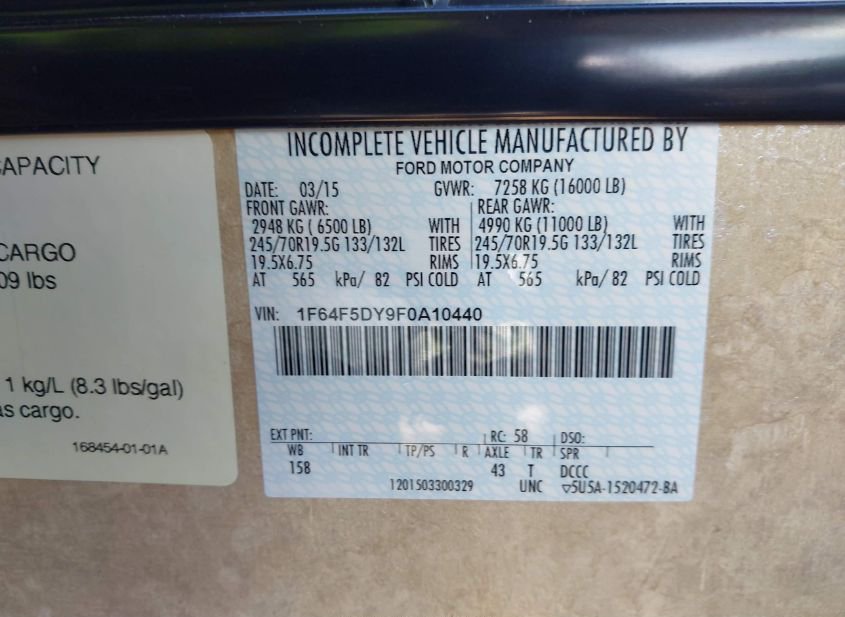 CAPACITY
CARGO
09 lbs
1 kg/L (8.3 lbs/gal)
as cargo.
168454-01-01A
INCOMPLETE VEHICLE MANUFACTURED BY
FORD MOTOR COMPANY
DATE: 03/15 GVWR: 7258 KG (16000 LB)
FRONT GAWR: REAR GAWR:
2948 KG ( 6500 LB) WITH 4990 KG (11000 LB) WITH
245/70R19.5G 133/132L TIRES 245/70R19.5G 133/132L TIRES
19.5X6.75 RIMS 19.5X6.75 RIMS
AT 565 kPa/ 82 PSI COLD AT 565 kPa/ 82 PSI COLD
VIN: 1F64F5DY9F0A10440
EXT PNT: RC: 58 DSO:
WB INT TR TP/PS R AXLE TR SPR
158 43 T DCCC
1201503300329 UNC ▽5U5A-1520472-BA